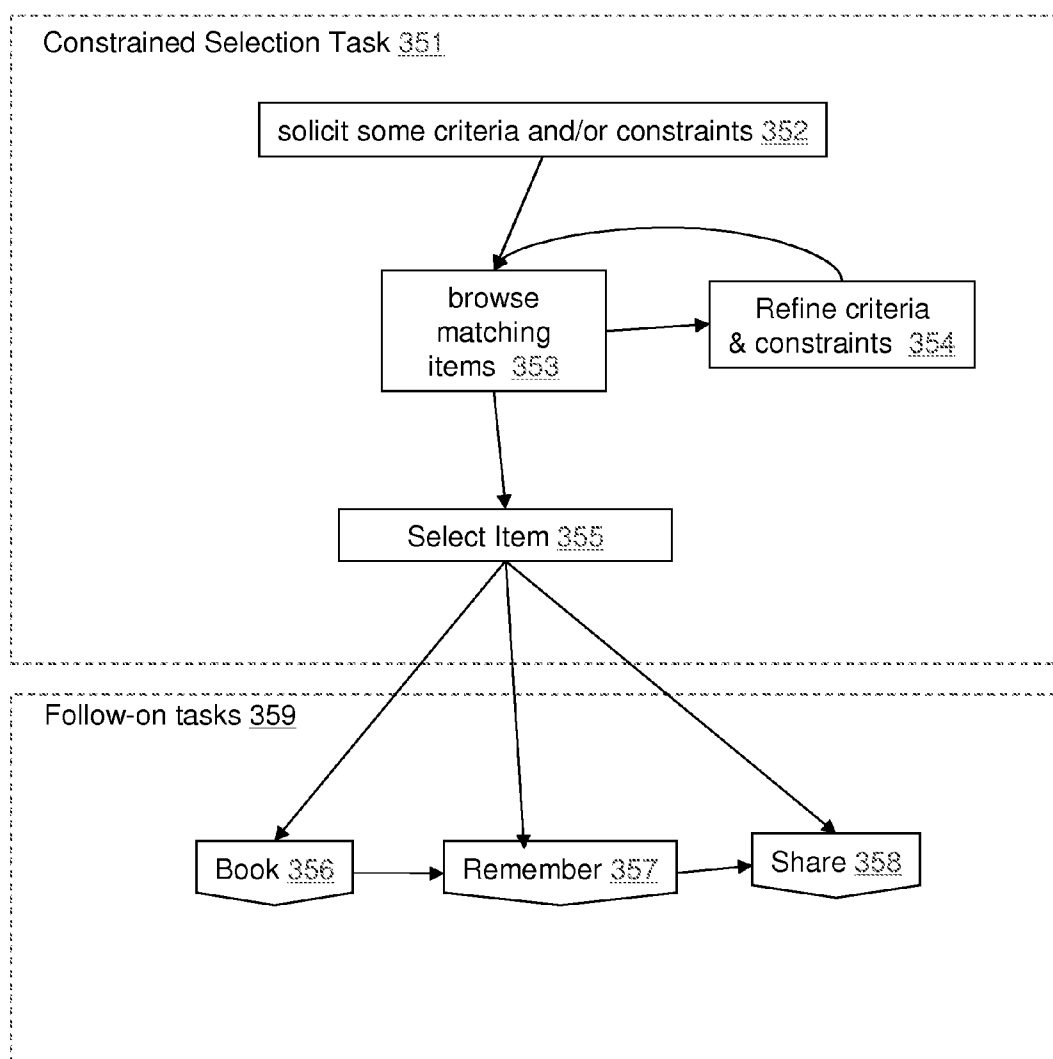 Constrained Selection Task 351
solicit some criteria and/or constraints 352
browse
matching
items 353
Refine criteria
& constraints 354
Select Item 355
Follow-on tasks 359
Book 356
Remember 357
Share 358